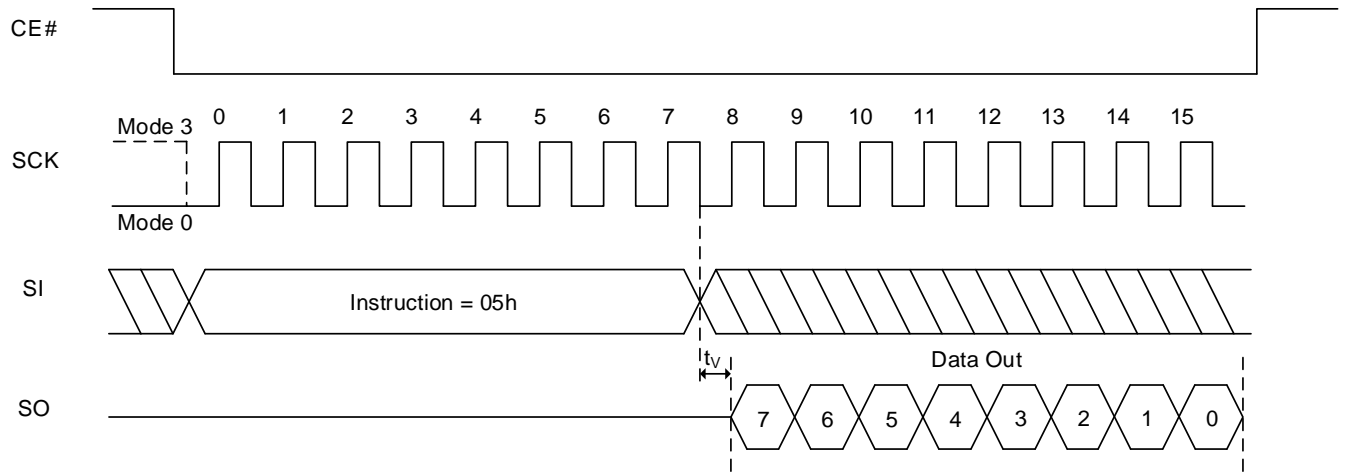 CE#
0 1 2 3 4 5 6 7 8 9 10 11 12 13 14 15
Mode 3
SCK
Mode 0
SI
Instruction = 05h
tV
Data Out
SO
7 6 5 4 3 2 1 0